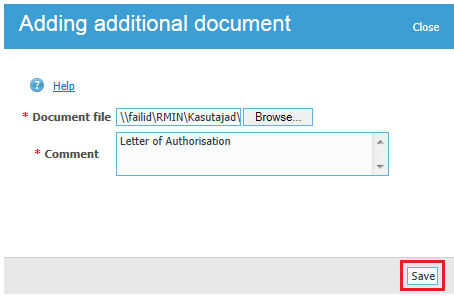 Adding additional document
Close
? Help
* Document file \\failid\RMIN\Kasutajad\ Browse...
* Comment Letter of Authorisation
Save